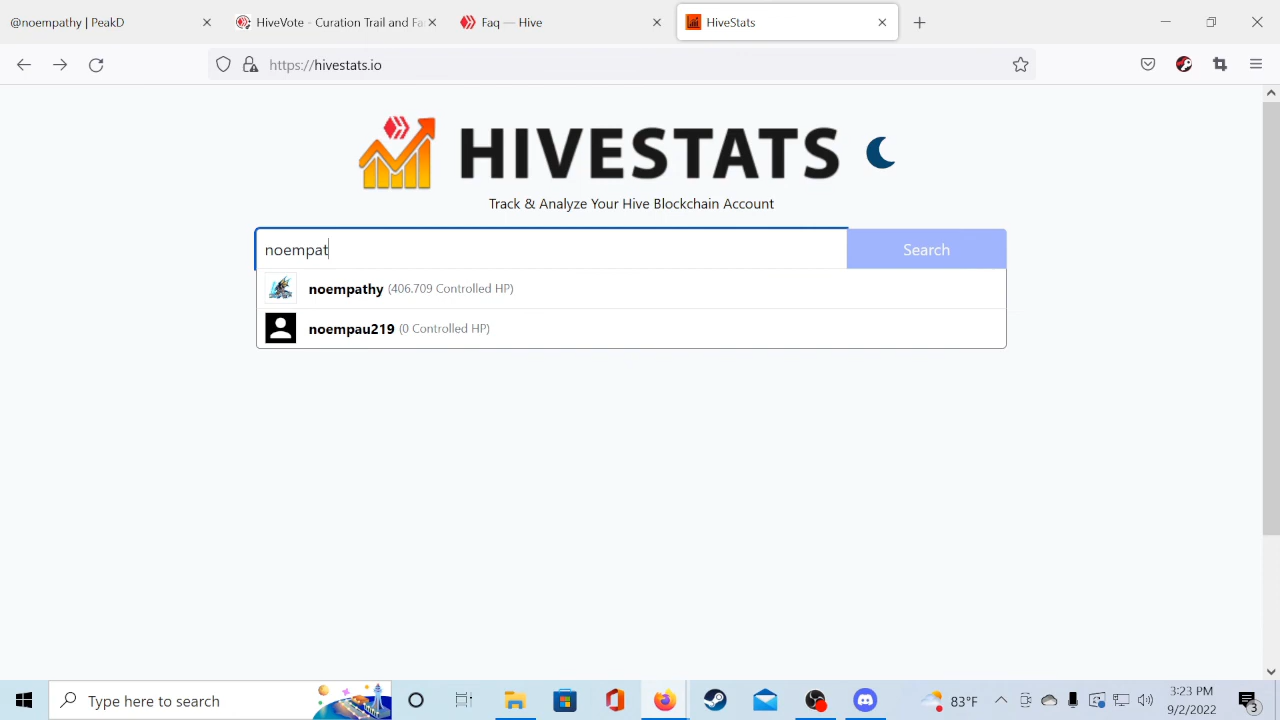 @noempathy | PeakD
HiveVote - Curation Trail and Fa
Faq — Hive
HiveStats
https://hivestats.io
HIVESTATS
Track & Analyze Your Hive Blockchain Account
noempat
Search
noempathy (406.709 Controlled HP)
noempau219 (0 Controlled HP)
Type here to search
83°F
3:23 PM
9/2/2022
3